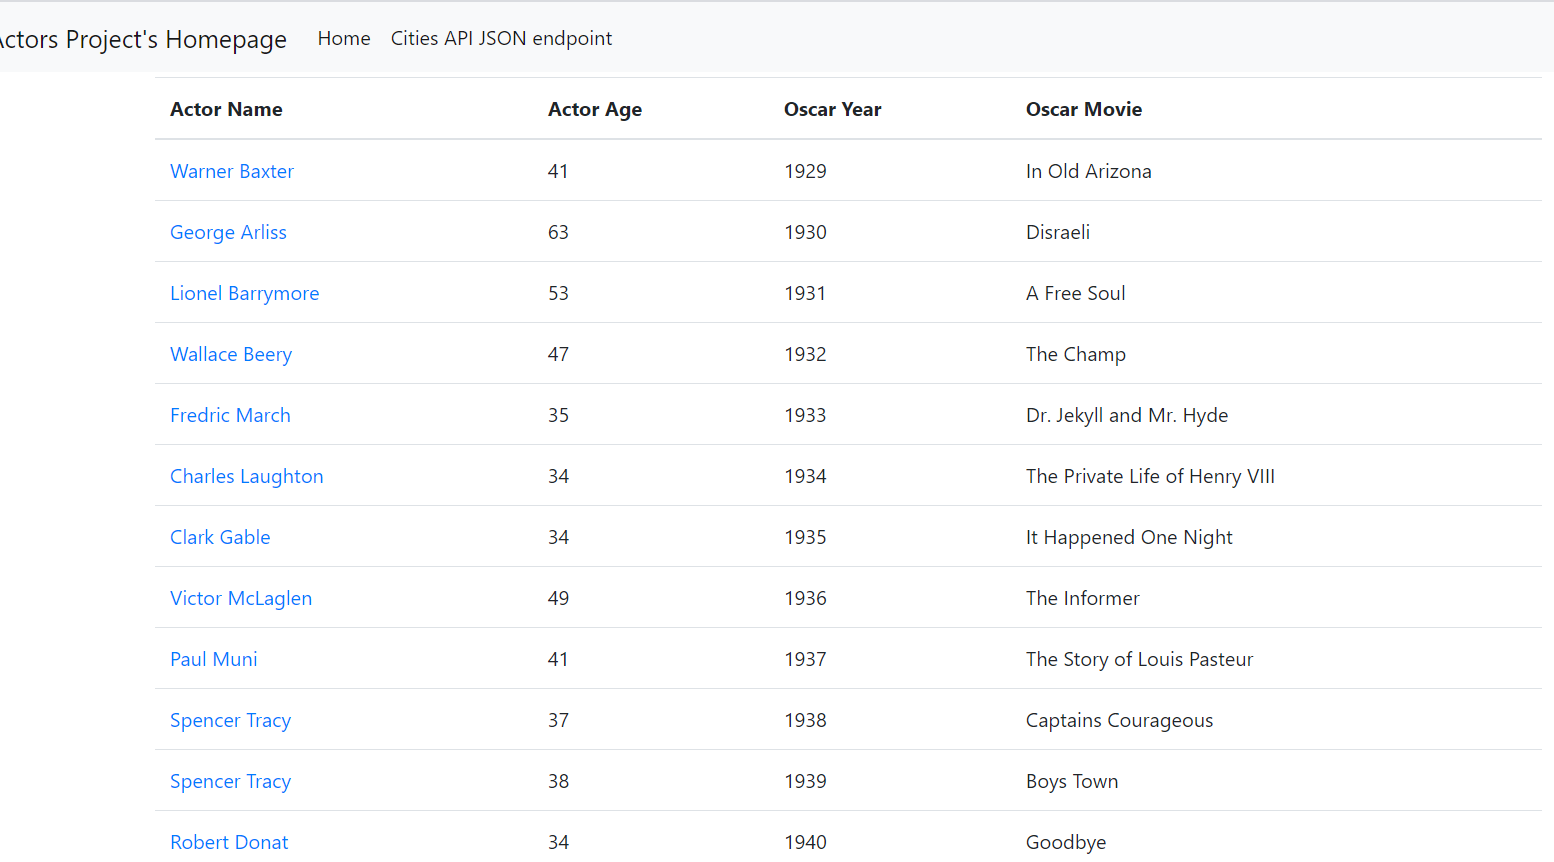 Actors Project's Homepage Home Cities API JSON endpoint
Actor Name Actor Age Oscar Year Oscar Movie
Warner Baxter 41 1929 In Old Arizona
George Arliss 63 1930 Disraeli
Lionel Barrymore 53 1931 A Free Soul
Wallace Beery 47 1932 The Champ
Fredric March 35 1933 Dr. Jekyll and Mr. Hyde
Charles Laughton 34 1934 The Private Life of Henry VIII
Clark Gable 34 1935 It Happened One Night
Victor McLaglen 49 1936 The Informer
Paul Muni 41 1937 The Story of Louis Pasteur
Spencer Tracy 37 1938 Captains Courageous
Spencer Tracy 38 1939 Boys Town
Robert Donat 34 1940 Goodbye